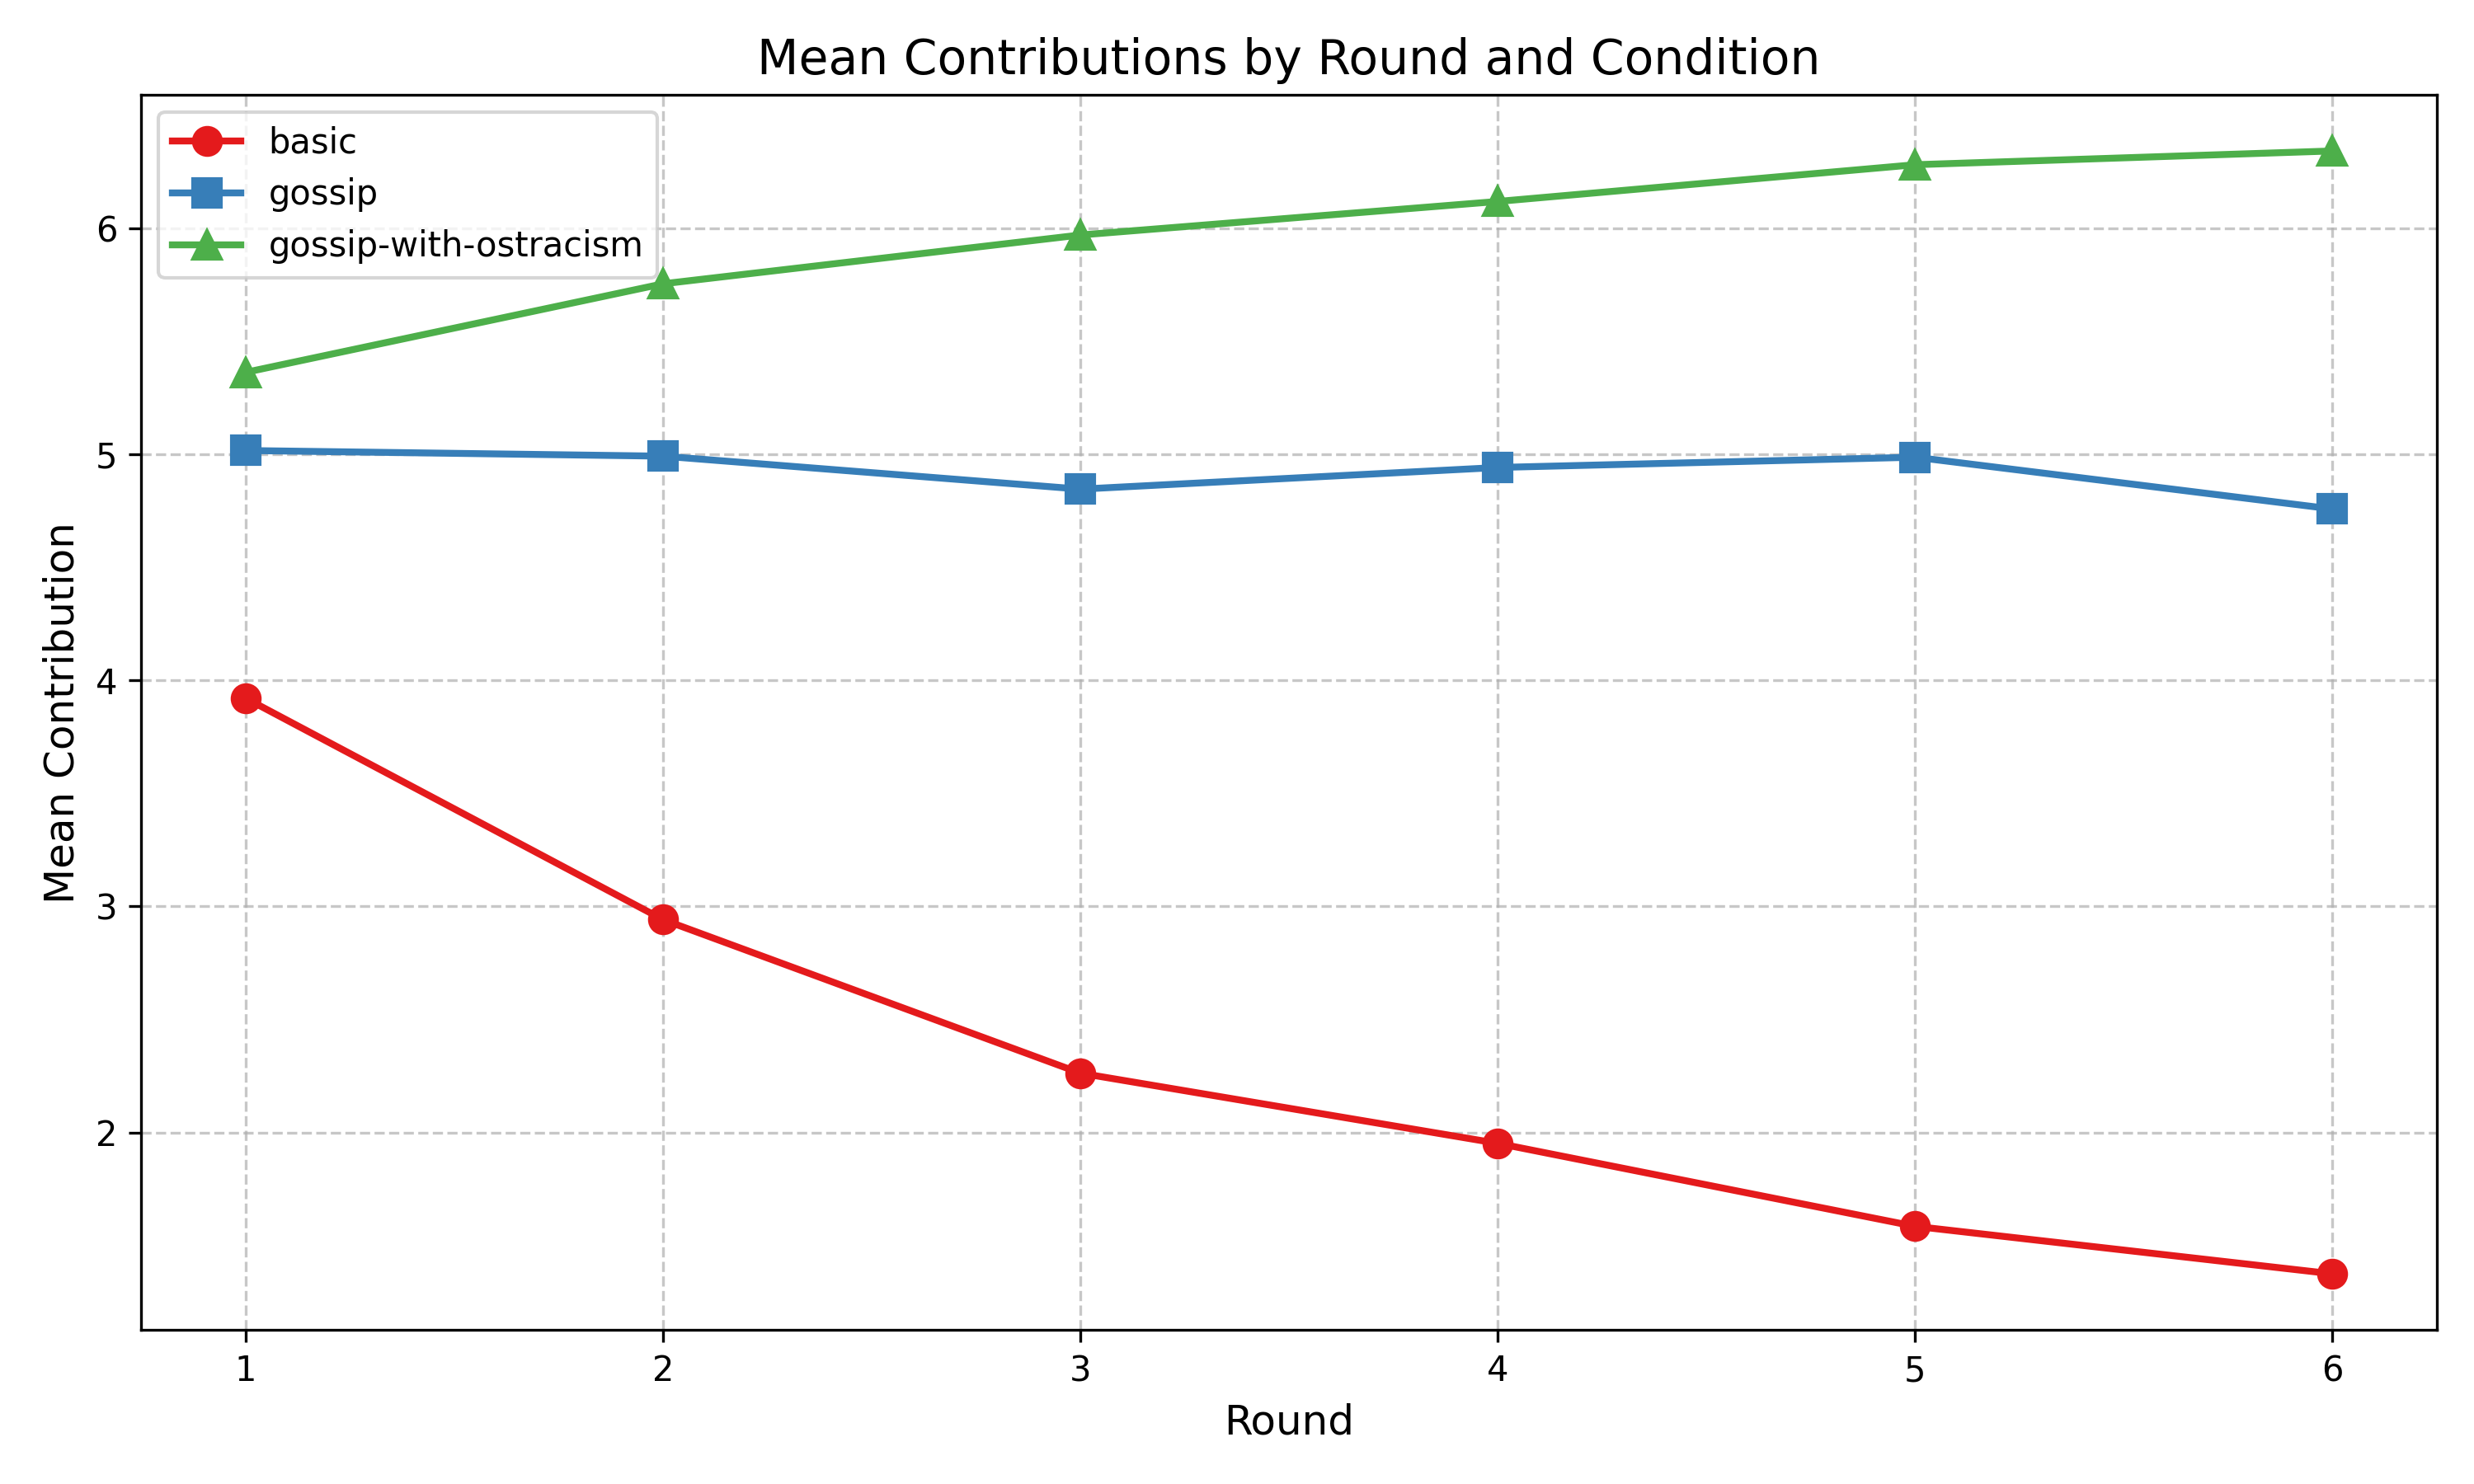 Mean Contributions by Round and Condition
basic
gossip
gossip-with-ostracism
6
5
4
3
2
Mean Contribution
1 2 3 4 5 6
Round